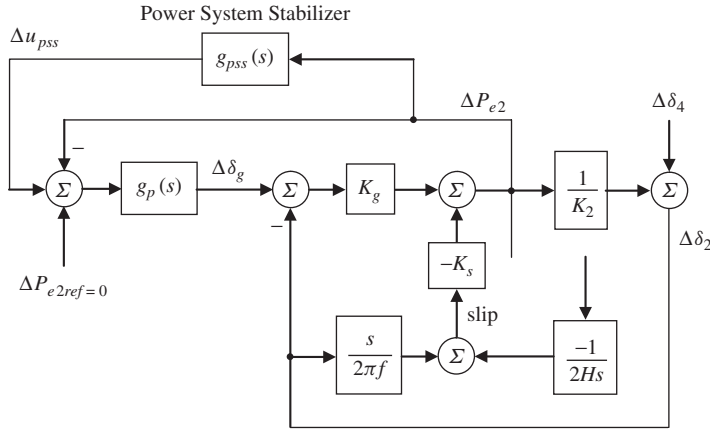 Power System Stabilizer
Δu_pss
g_pss(s)
ΔP_e2
Δδ_4
−
Σ
g_p(s)
Δδ_g
Σ
K_g
Σ
1/K_2
Σ
−
ΔP_e2ref=0
−K_s
Δδ_2
slip
s/2πf
Σ
−1/2Hs